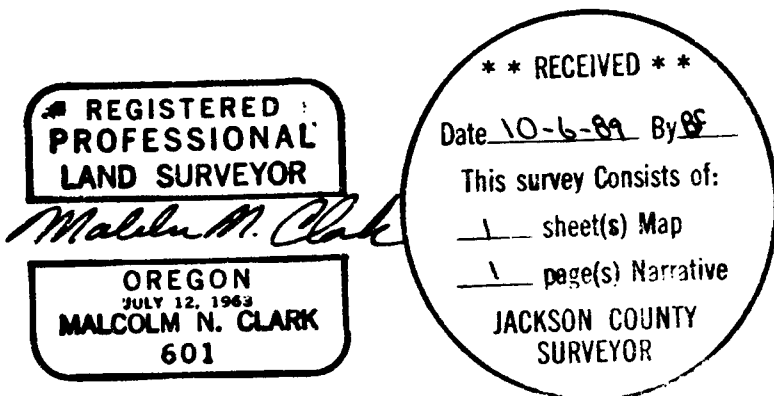 REGISTERED
PROFESSIONAL
LAND SURVEYOR
Malcolm N. Clark
OREGON
JULY 12, 1963
MALCOLM N. CLARK
601
* * RECEIVED * *
Date 10-6-89 By BF
This survey Consists of:
1 sheet(s) Map
1 page(s) Narrative
JACKSON COUNTY
SURVEYOR